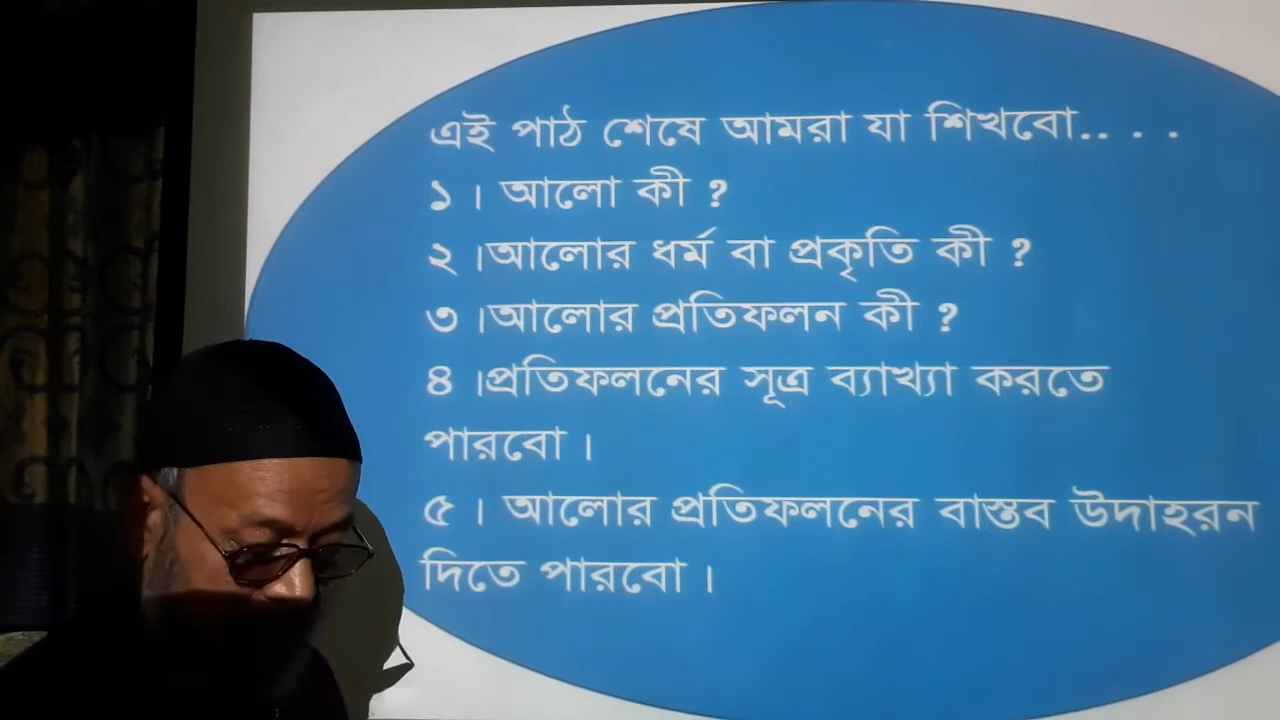 এই পাঠ শেষে আমরা যা শিখবো.. . . .
১। আলো কী ?
২ ।আলোর ধর্ম বা প্রকৃতি কী ?
৩ ।আলোর প্রতিফলন কী ?
৪ ।প্রতিফলনের সূত্র ব্যাখ্যা করতে
পারবো ।
৫। আলোর প্রতিফলনের বাস্তব উদাহরন
দিতে পারবো ।